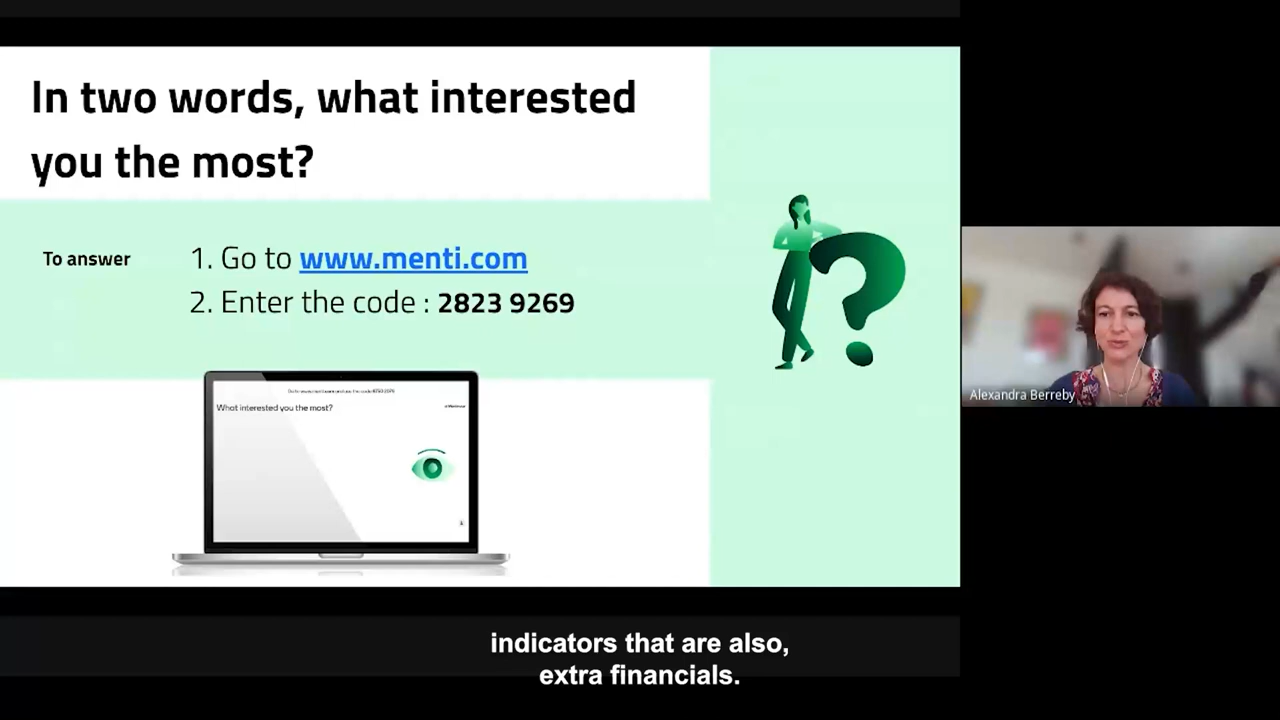 In two words, what interested
you the most?
To answer
1. Go to www.menti.com
2. Enter the code : 2823 9269
What interested you the most?
Alexandra Berreby
indicators that are also,
extra financials.